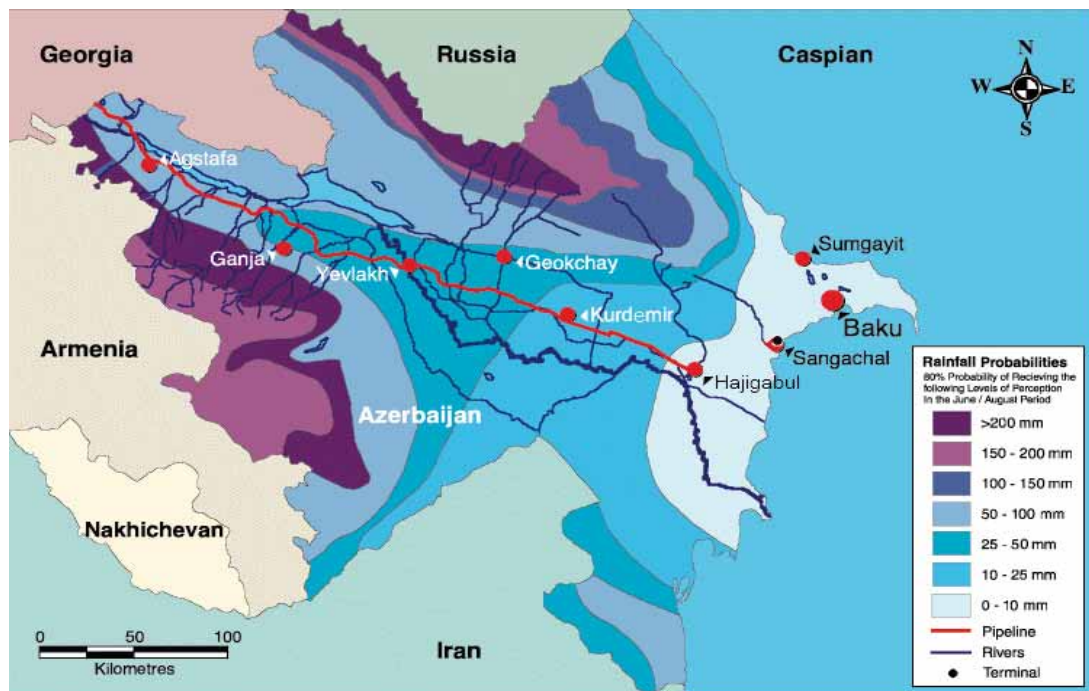 Georgia
Russia
Caspian
N
W E
S
Agstafa
Ganja
Yevlakh
Geokchay
Kurdemir
Sumgayit
Baku
Sangachal
Hajigabul
Armenia
Azerbaijan
Nakhichevan
Iran
0 50 100
Kilometres
Rainfall Probabilities
80% Probability of Recieving the
following Levels of Perception
In the June / August Period
>200 mm
150 - 200 mm
100 - 150 mm
50 - 100 mm
25 - 50 mm
10 - 25 mm
0 - 10 mm
Pipeline
Rivers
Terminal